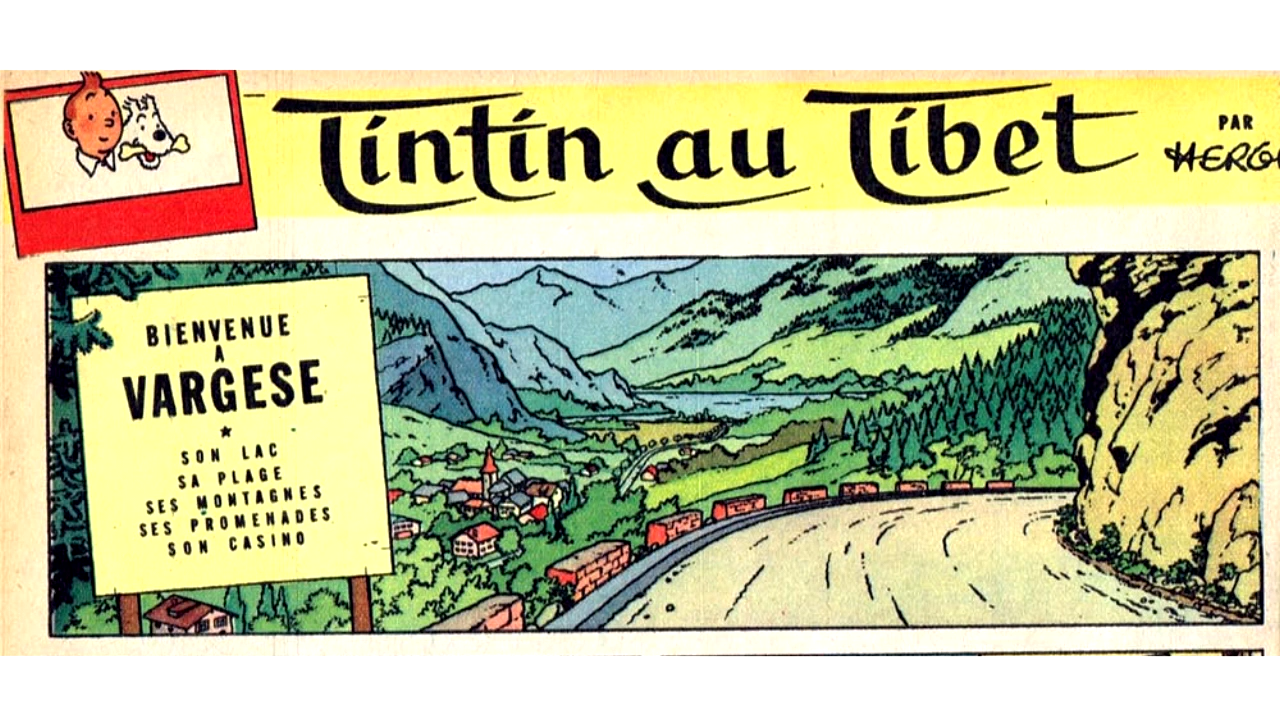 Tintin au Tibet
PAR
HERG
BIENVENUE
A
VARGESE
SON LAC
SA PLAGE
SES MONTAGNES
SES PROMENADES
SON CASINO